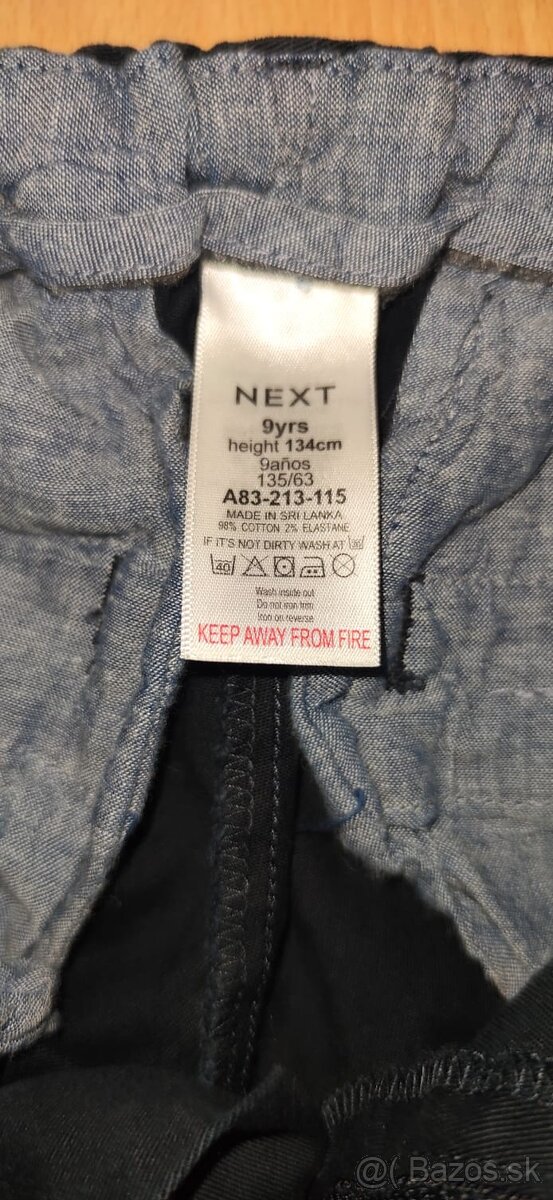 NEXT
9yrs
height 134cm
9años
135/63
A83-213-115
MADE IN SRI LANKA
98% COTTON 2% ELASTANE
IF IT'S NOT DIRTY WASH AT 30
40
Wash inside out
Do not iron trim
Iron on reverse
KEEP AWAY FROM FIRE
@( Bazos.sk